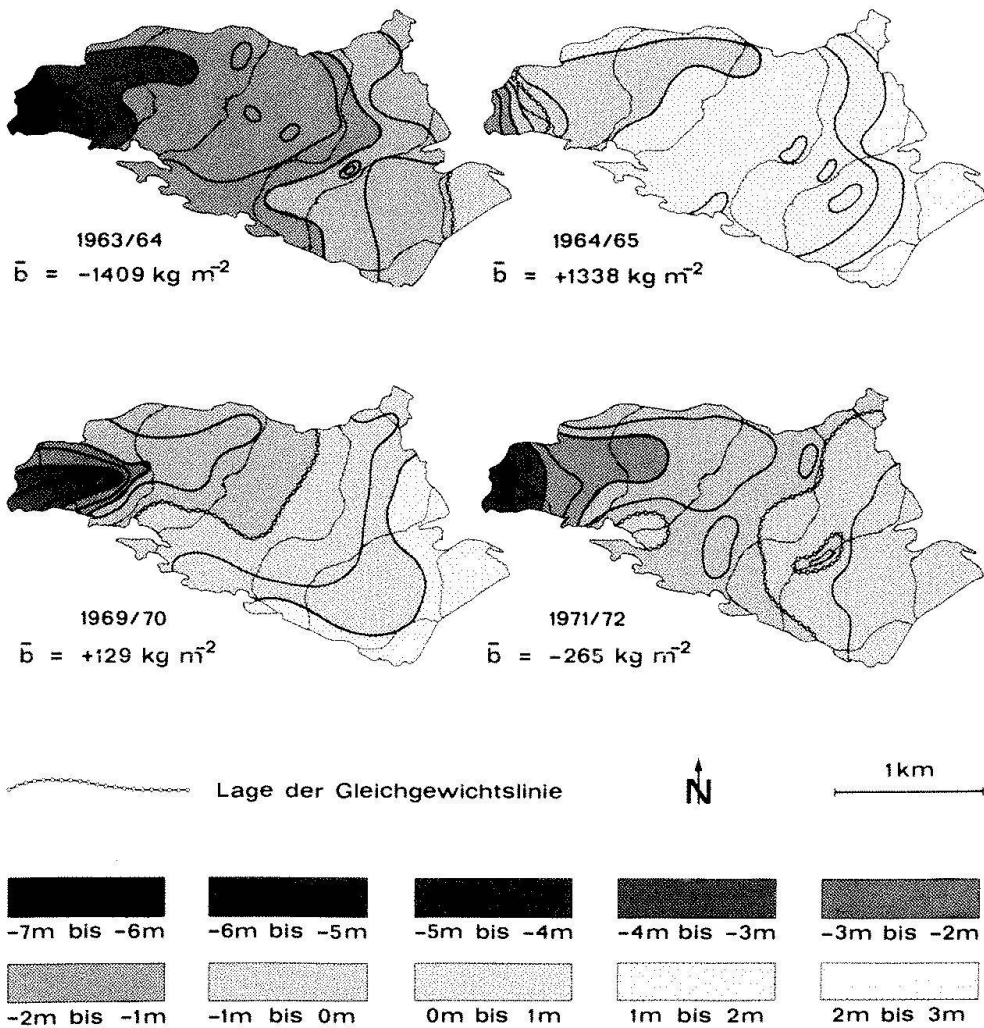 1963/64
b̄ = -1409 kg m⁻²
1964/65
b̄ = +1338 kg m⁻²
1969/70
b̄ = +129 kg m⁻²
1971/72
b̄ = -265 kg m⁻²
Lage der Gleichgewichtslinie
N
1km
-7m bis -6m
-6m bis -5m
-5m bis -4m
-4m bis -3m
-3m bis -2m
-2m bis -1m
-1m bis 0m
0m bis 1m
1m bis 2m
2m bis 3m